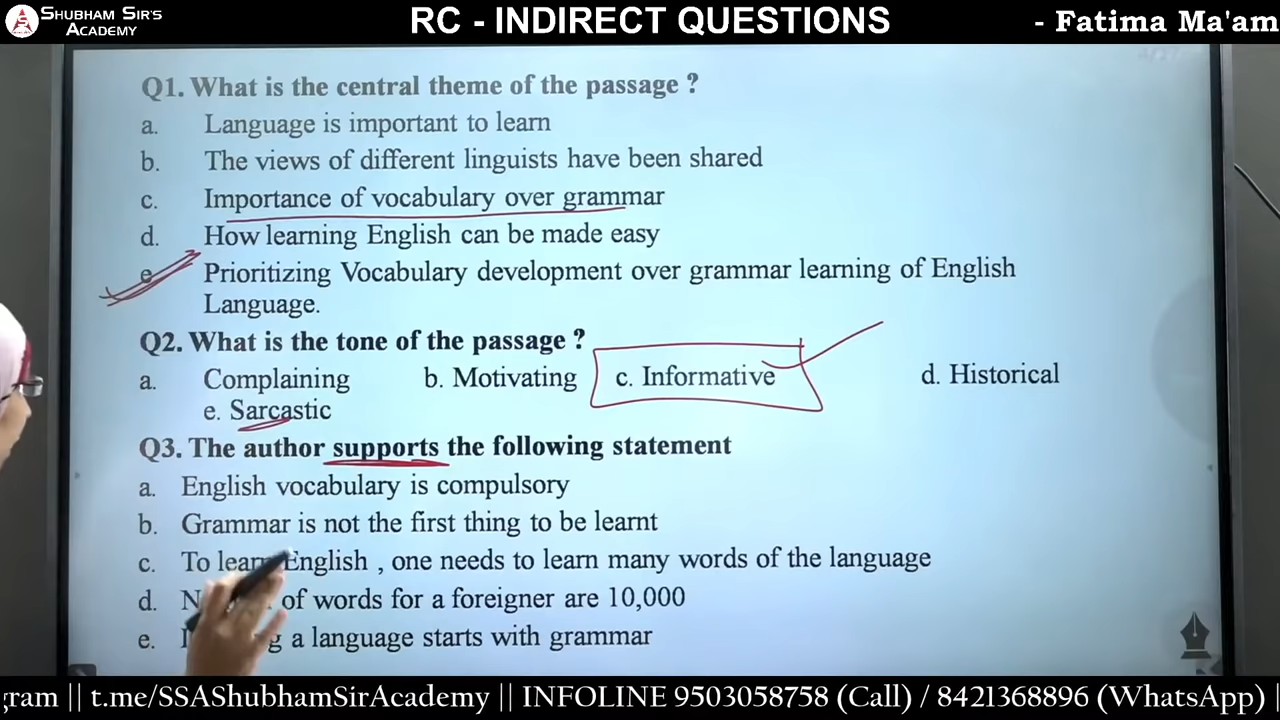 SHUBHAM SIR'S
ACADEMY
RC - INDIRECT QUESTIONS
- Fatima Ma'am
Q1. What is the central theme of the passage ?
a. Language is important to learn
b. The views of different linguists have been shared
c. Importance of vocabulary over grammar
d. How learning English can be made easy
e. Prioritizing Vocabulary development over grammar learning of English
Language.
Q2. What is the tone of the passage ?
a. Complaining b. Motivating c. Informative d. Historical
e. Sarcastic
Q3. The author supports the following statement
a. English vocabulary is compulsory
b. Grammar is not the first thing to be learnt
c. To learn English , one needs to learn many words of the language
d. of words for a foreigner are 10,000
e. a language starts with grammar
gram || t.me/SSAShubhamSirAcademy || INFOLINE 9503058758 (Call) / 8421368896 (WhatsApp) |